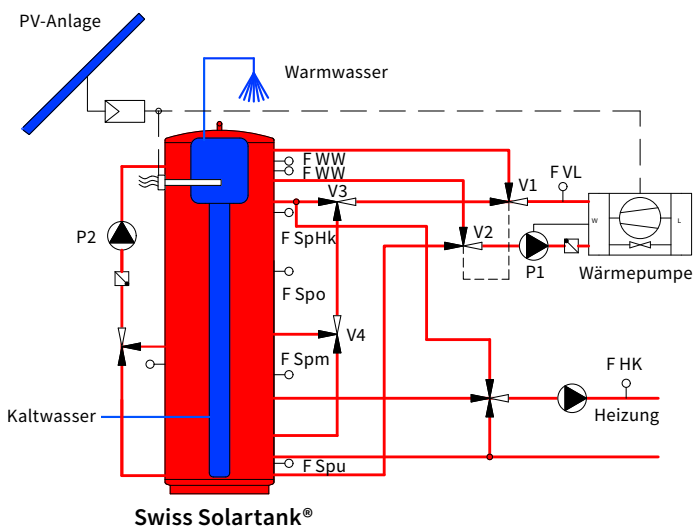 PV-Anlage
Warmwasser
F WW
F WW
F VL
V1
V3
P2
F SpHk
V2
W
L
P1
Wärmepumpe
F Spo
V4
F Spm
F HK
Kaltwasser
Heizung
F Spu
Swiss Solartank®